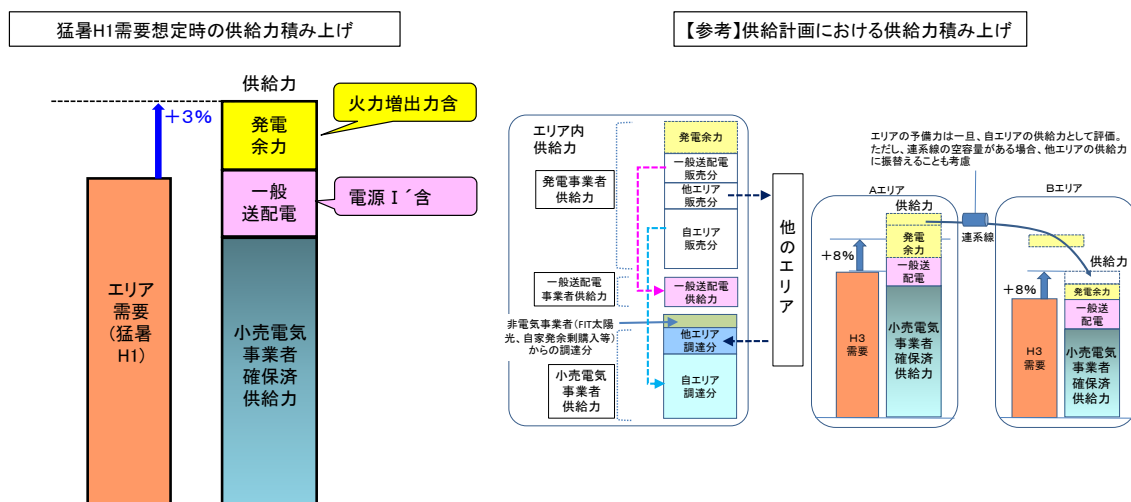 猛暑H1需要想定時の供給力積み上げ
供給力
+3%
発電
余力
火力増出力含
一般
送配電
電源Ⅰ´含
エリア
需要
(猛暑
H1)
小売電気
事業者
確保済
供給力
【参考】供給計画における供給力積み上げ
エリア内
供給力
発電余力
一般送配電
販売分
他エリア
販売分
自エリア
販売分
発電事業者
供給力
一般送配電
事業者供給力
一般送配電
供給力
非電気事業者(FIT太陽
光、自家発余剰購入等)
からの調達分
他エリア
調達分
小売電気
事業者
供給力
自エリア
調達分
他のエリア
エリアの予備力は一旦、自エリアの供給力として評価。
ただし、連系線の空容量がある場合、他エリアの供給力
に振替えることも考慮
Aエリア
供給力
+8%
発電
余力
一般送
配電
H3
需要
小売電気
事業者
確保済
供給力
連系線
Bエリア
供給力
+8%
発電余力
一般送
配電
H3
需要
小売電気
事業者
確保済
供給力